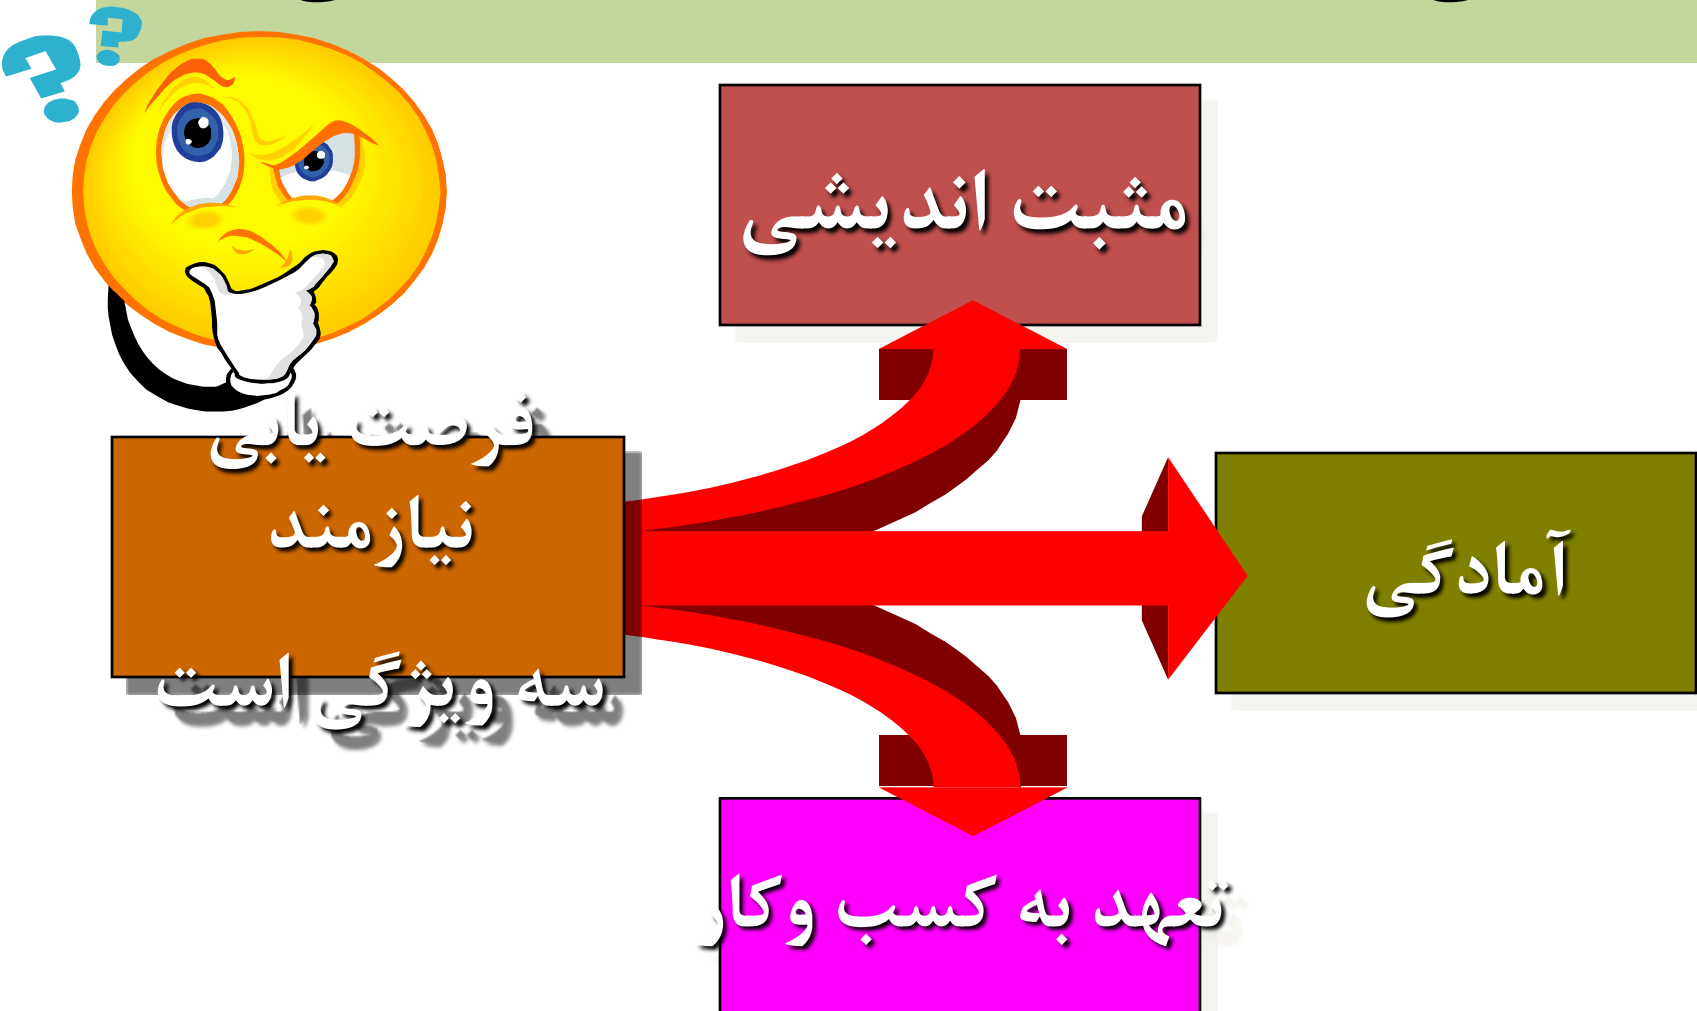 مثبت اندیشی
فرصت یابی
نیازمند
سه ویژگی است
آمادگی
تعهد به کسب وکار
? ?